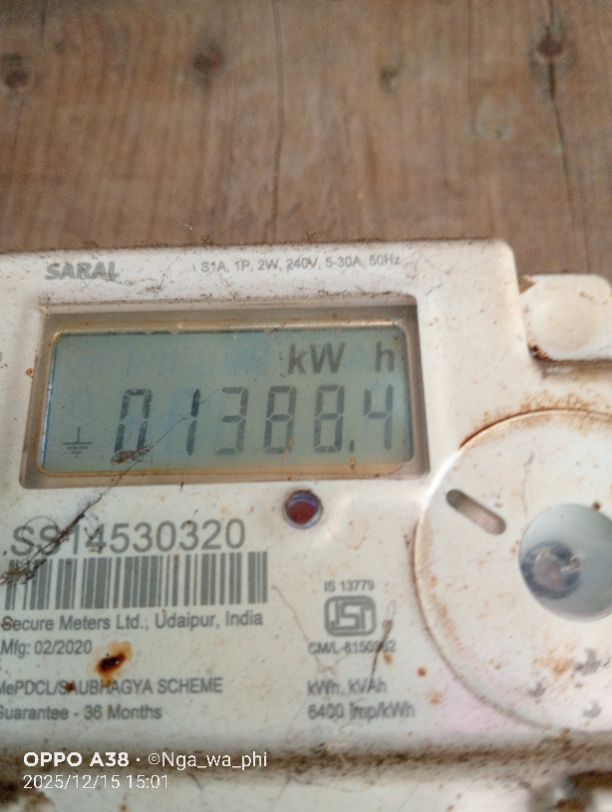 SARAL
S1A, 1P, 2W, 240V, 5-30A, 50Hz
kW h
01388.4
SS14530320
Secure Meters Ltd., Udaipur, India
Mfg: 02/2020
IS 13779
ISI
MePDCL/SAUBHAGYA SCHEME
Guarantee - 36 Months
kWh, kVAh
6400 Imp/kWh
OPPO A38 · ©Nga_wa_phi
2025/12/15 15:01